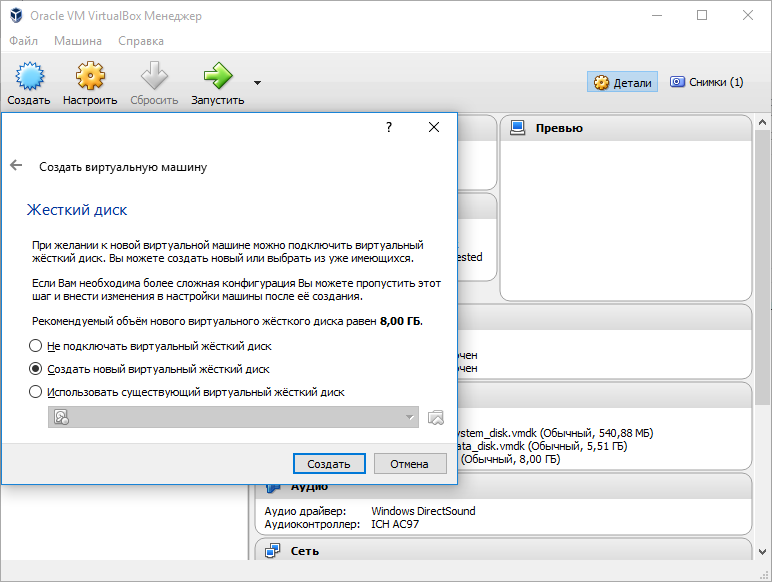 Oracle VM VirtualBox Менеджер
Файл Машина Справка
Создать Настроить Сбросить Запустить Детали Снимки (1)
?
Создать виртуальную машину
Жесткий диск
При желании к новой виртуальной машине можно подключить виртуальный
жёсткий диск. Вы можете создать новый или выбрать из уже имеющихся.
Если Вам необходима более сложная конфигурация Вы можете пропустить этот
шаг и внести изменения в настройки машины после её создания.
Рекомендуемый объём нового виртуального жёсткого диска равен 8,00 ГБ.
Не подключать виртуальный жёсткий диск
Создать новый виртуальный жёсткий диск
Использовать существующий виртуальный жёсткий диск
Создать Отмена
Превью
ested
чен
чен
ystem_disk.vmdk (Обычный, 540,88 МБ)
ata_disk.vmdk (Обычный, 5,51 ГБ)
(Обычный, 8,00 ГБ)
Аудио
Аудио драйвер: Windows DirectSound
Аудиоконтроллер: ICH AC97
Сеть